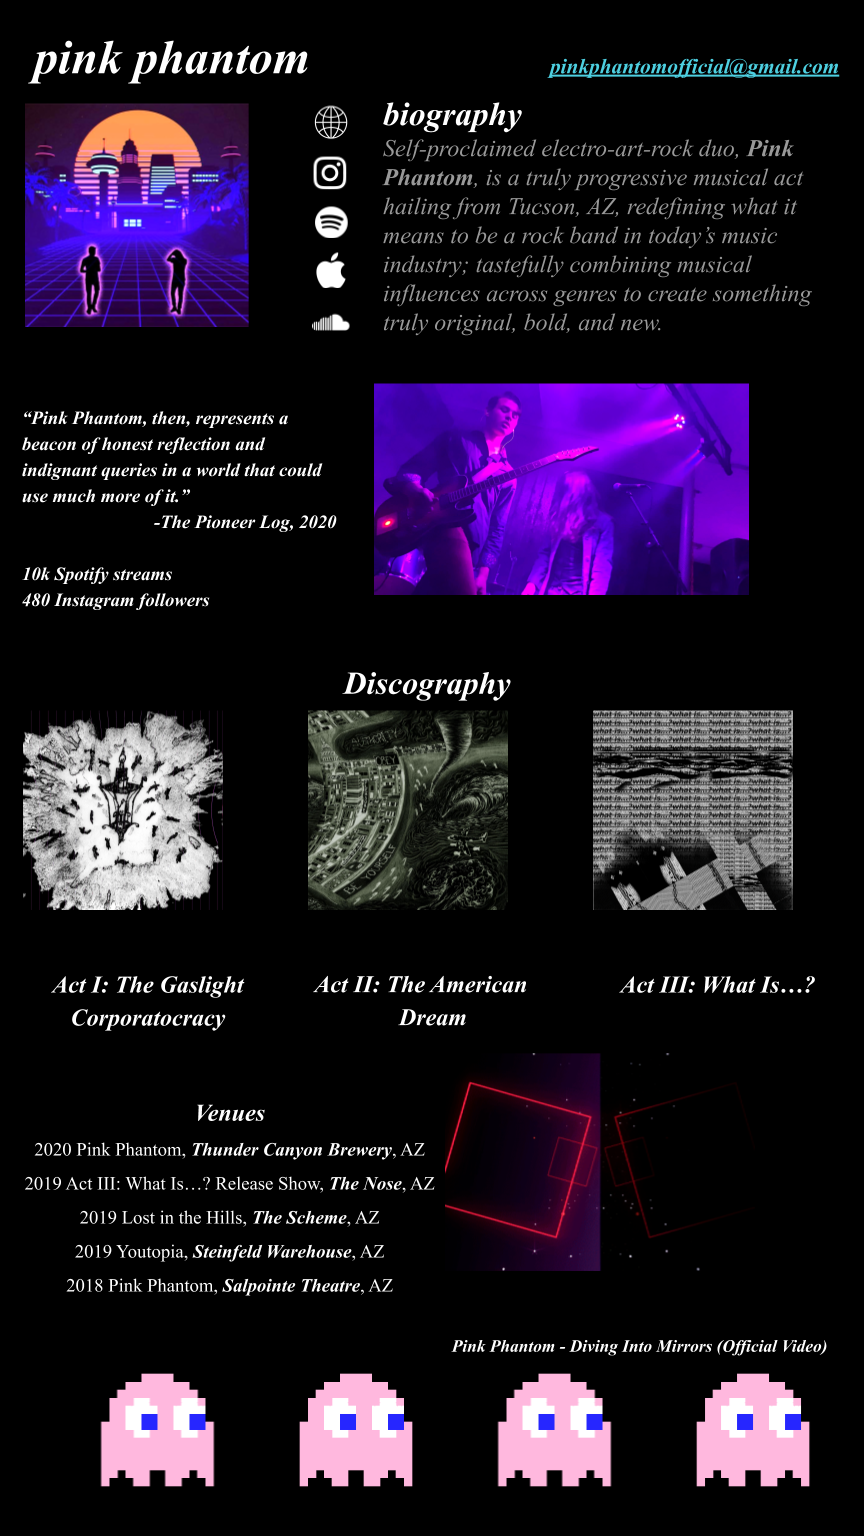 pink phantom
pinkphantomofficial@gmail.com
biography
Self-proclaimed electro-art-rock duo, Pink
Phantom, is a truly progressive musical act
hailing from Tucson, AZ, redefining what it
means to be a rock band in today’s music
industry; tastefully combining musical
influences across genres to create something
truly original, bold, and new.
“Pink Phantom, then, represents a
beacon of honest reflection and
indignant queries in a world that could
use much more of it.”
-The Pioneer Log, 2020
10k Spotify streams
480 Instagram followers
Discography
AUTHORITY
OBEY
Act I: The Gaslight
Corporatocracy
Act II: The American
Dream
Act III: What Is…?
Venues
2020 Pink Phantom, Thunder Canyon Brewery, AZ
2019 Act III: What Is…? Release Show, The Nose, AZ
2019 Lost in the Hills, The Scheme, AZ
2019 Youtopia, Steinfeld Warehouse, AZ
2018 Pink Phantom, Salpointe Theatre, AZ
Pink Phantom - Diving Into Mirrors (Official Video)